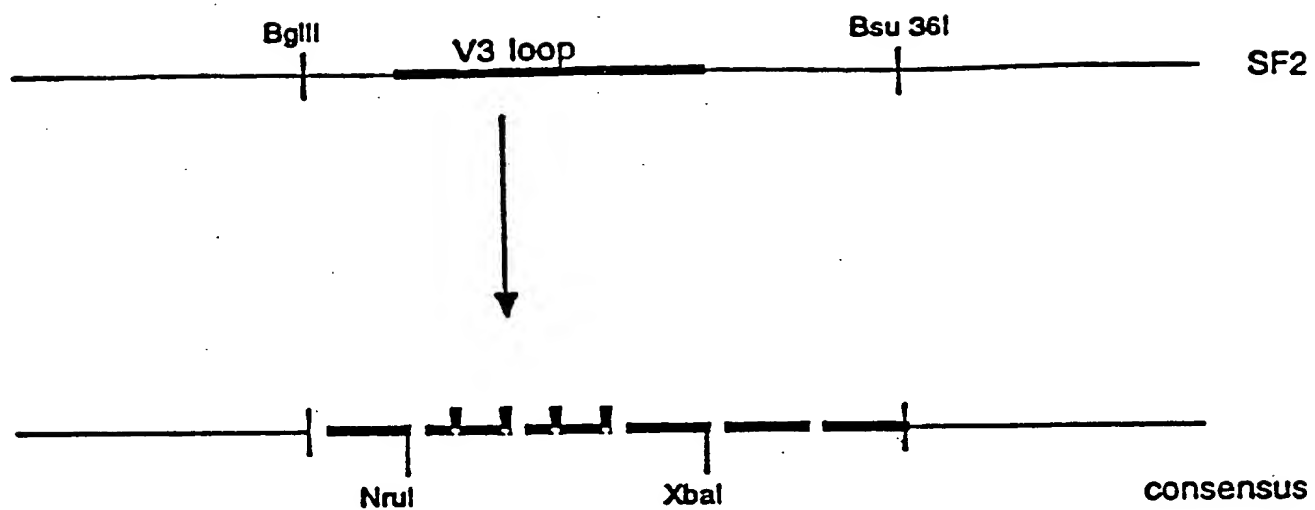 BglII
V3 loop
Bsu 36I
SF2
NruI
XbaI
consensus